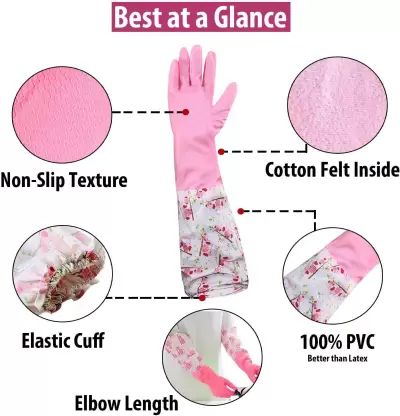 Best at a Glance
Non-Slip Texture
Cotton Felt Inside
Elastic Cuff
100% PVC
Better than Latex
Elbow Length